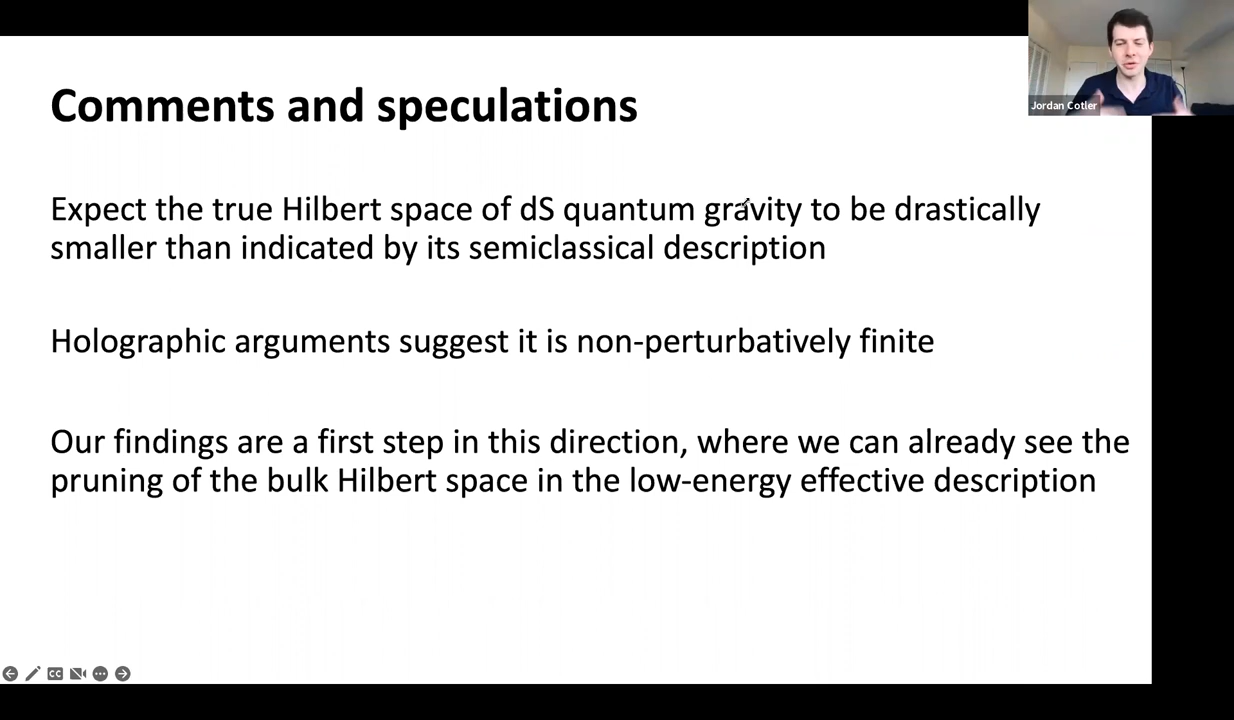 Comments and speculations
Jordan Cotler
Expect the true Hilbert space of dS quantum gravity to be drastically
smaller than indicated by its semiclassical description
Holographic arguments suggest it is non-perturbatively finite
Our findings are a first step in this direction, where we can already see the
pruning of the bulk Hilbert space in the low-energy effective description
CC